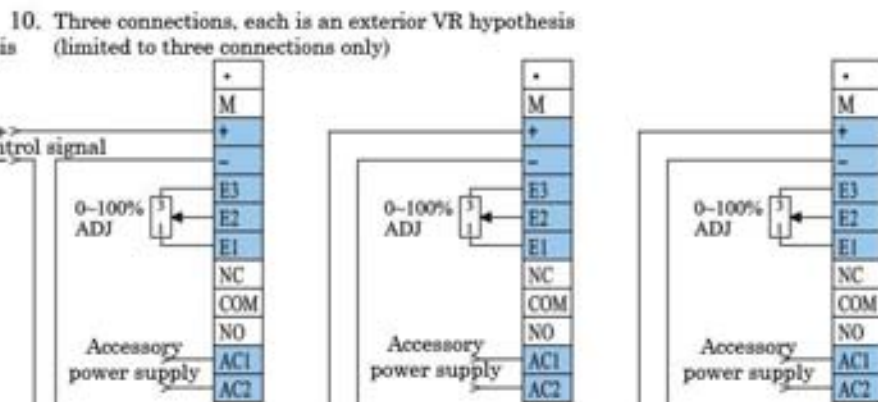 10. Three connections, each is an exterior VR hypothesis
is (limited to three connections only)
•
M
+
−
E3
E2
E1
NC
COM
NO
AC1
AC2
ntrol signal
0~100%
ADJ
3
1
Accessory
power supply
•
M
+
−
E3
E2
E1
NC
COM
NO
AC1
AC2
0~100%
ADJ
3
1
Accessory
power supply
•
M
+
−
E3
E2
E1
NC
COM
NO
AC1
AC2
0~100%
ADJ
3
1
Accessory
power supply